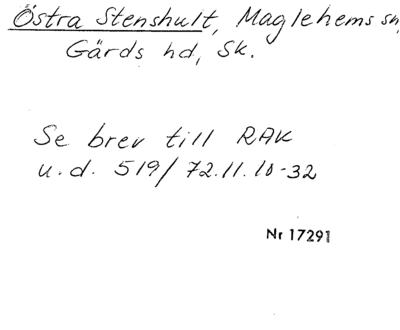 Östra Stenshult, Maglehems sn,
Gärds hd, Sk.
Se brev till RAK
u.d. 519/72.11.10-32
Nr 17291